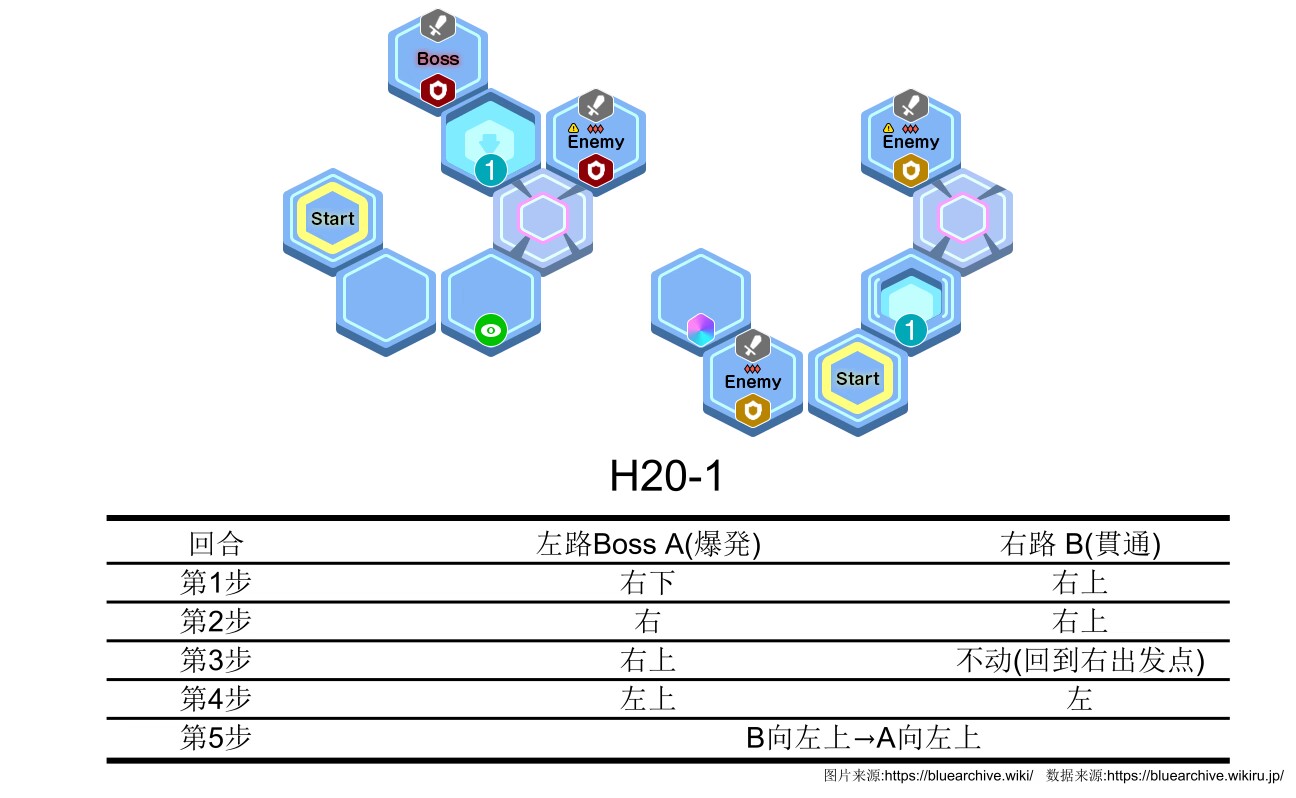 Boss
Enemy
Enemy
1
Start
1
Enemy
Start
H20-1
回合 左路Boss A(爆発) 右路 B(貫通)
第1步 右下 右上
第2步 右 右上
第3步 右上 不动(回到右出发点)
第4步 左上 左
第5步 B向左上→A向左上
图片来源:https://bluearchive.wiki/ 数据来源:https://bluearchive.wikiru.jp/